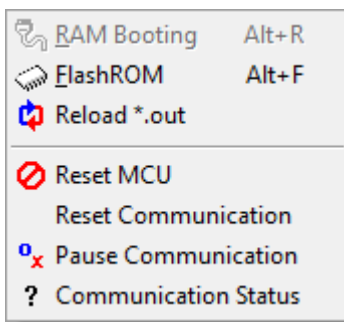 RAM Booting Alt+R
FlashROM Alt+F
Reload *.out
Reset MCU
Reset Communication
Pause Communication
? Communication Status